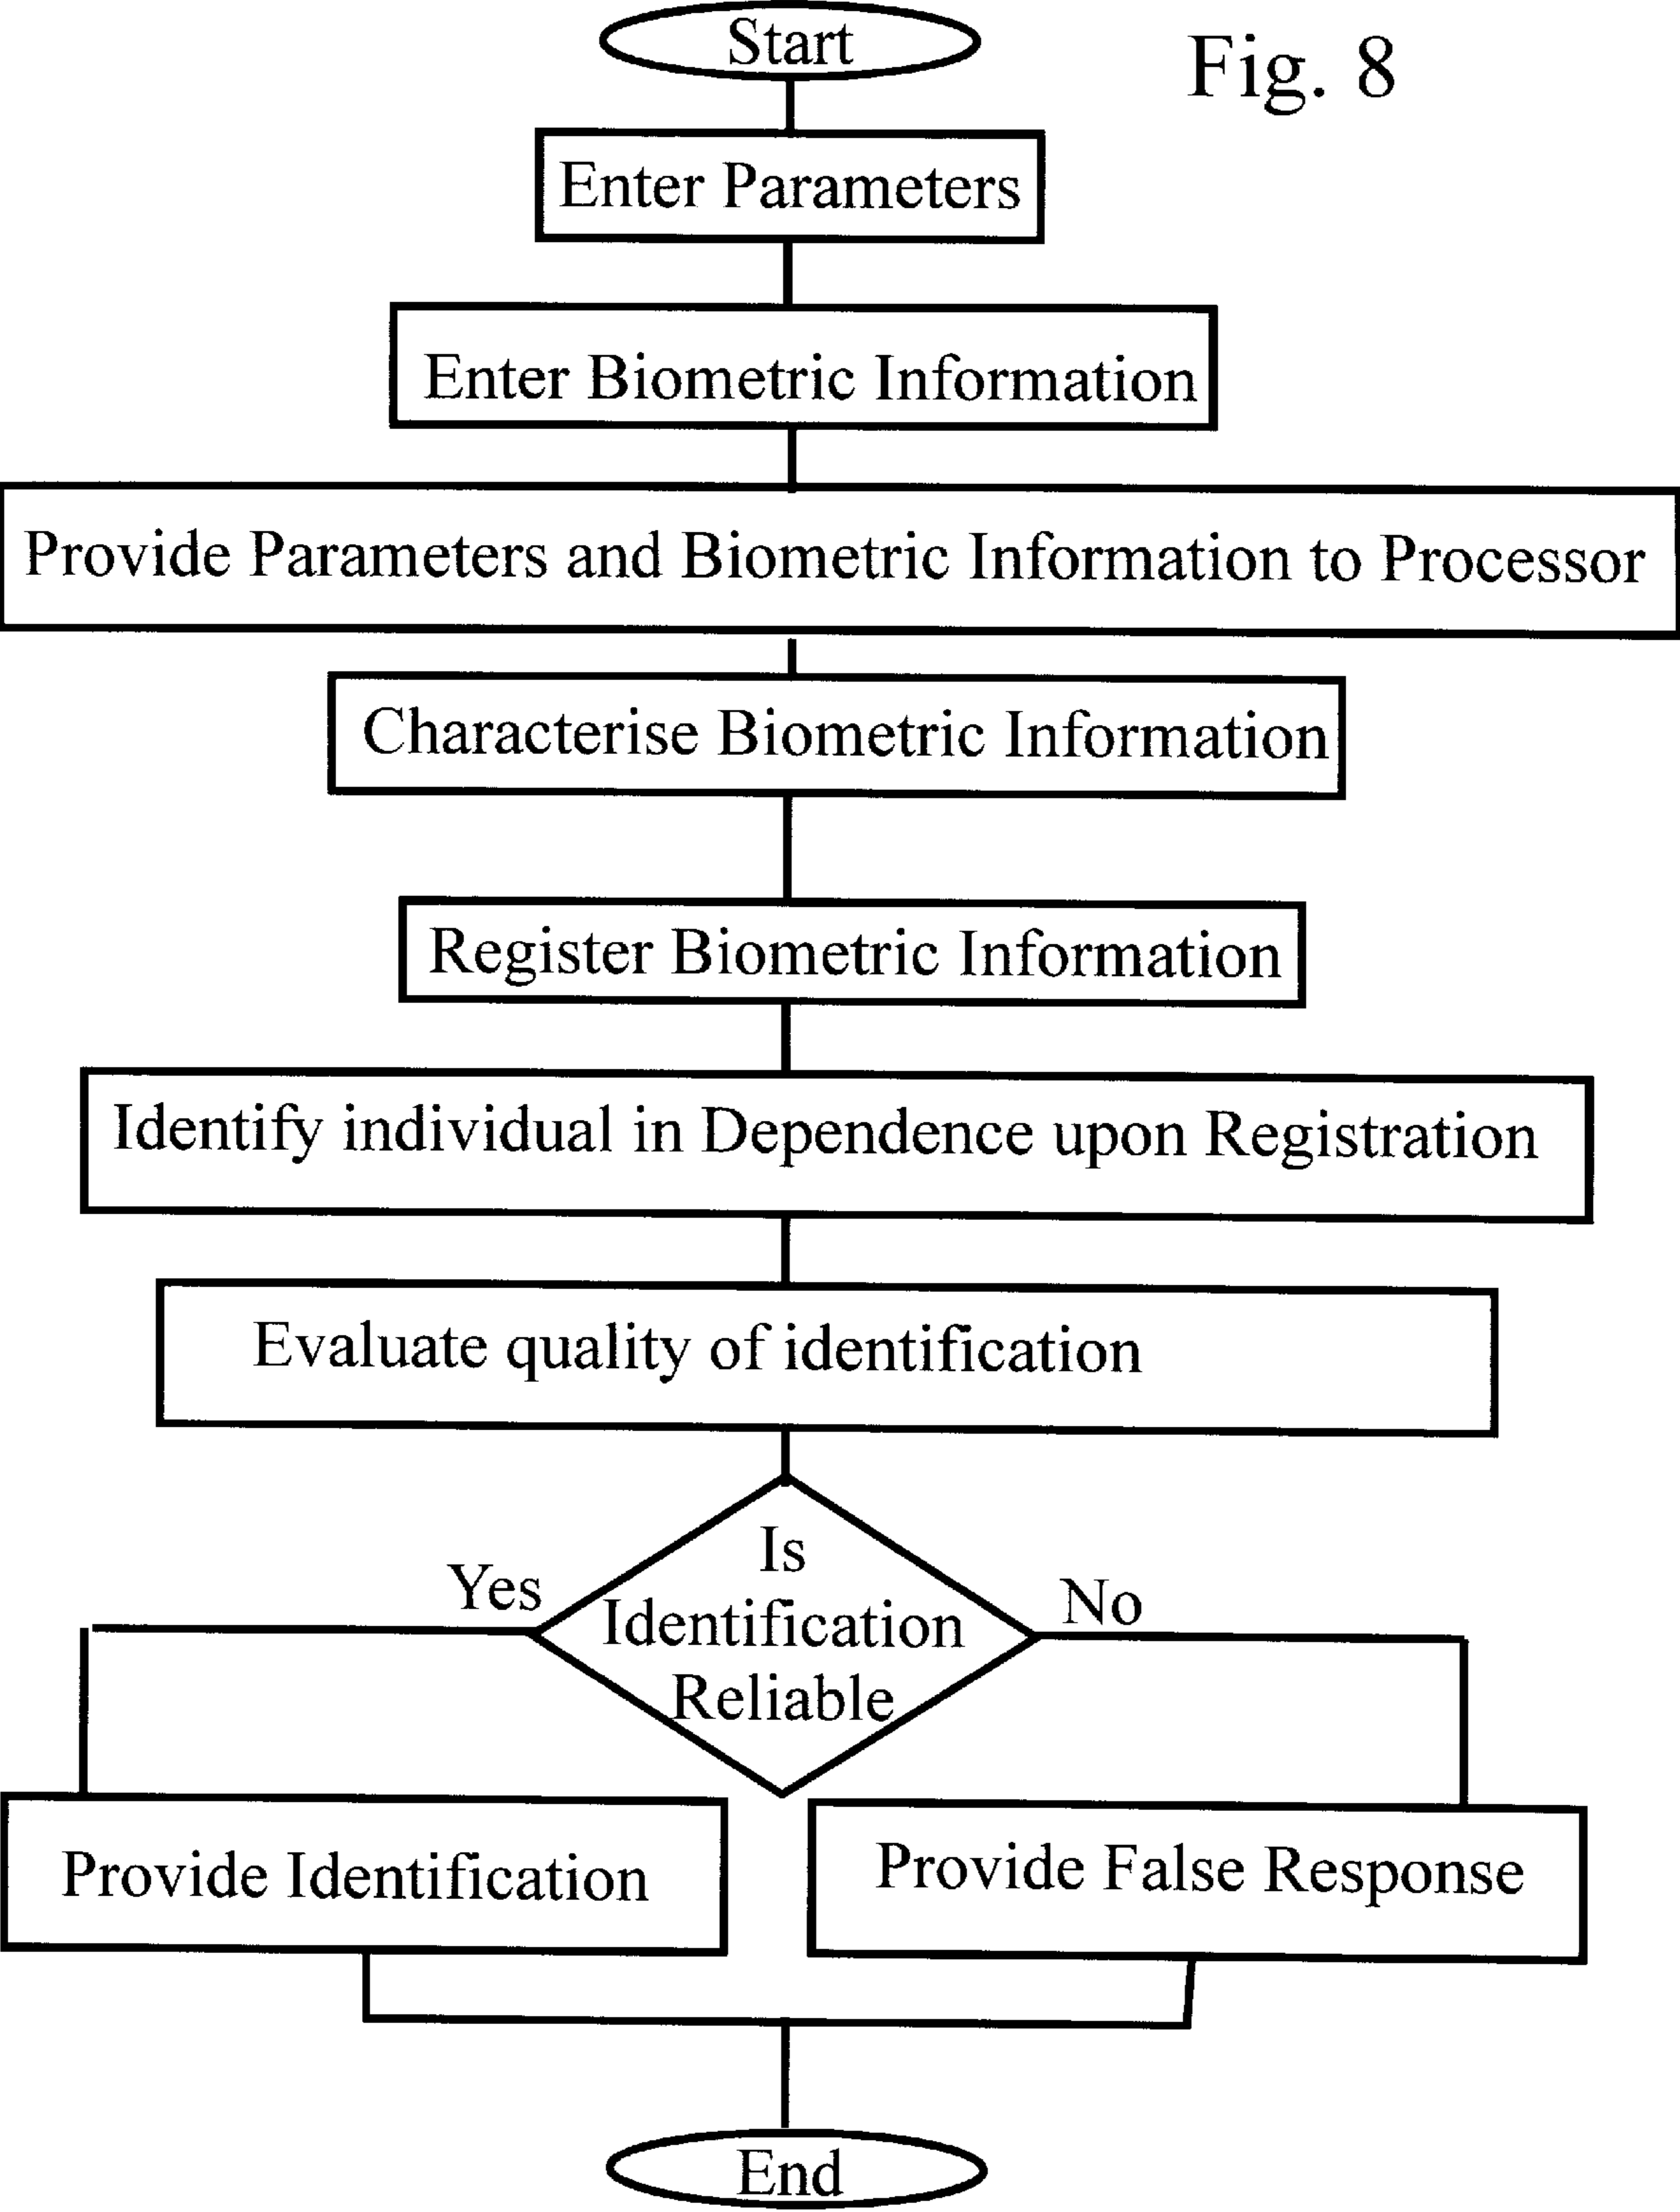 Start
Fig. 8
Enter Parameters
Enter Biometric Information
Provide Parameters and Biometric Information to Processor
Characterise Biometric Information
Register Biometric Information
Identify individual in Dependence upon Registration
Evaluate quality of identification
Is
Identification
Reliable
Yes
No
Provide Identification
Provide False Response
End